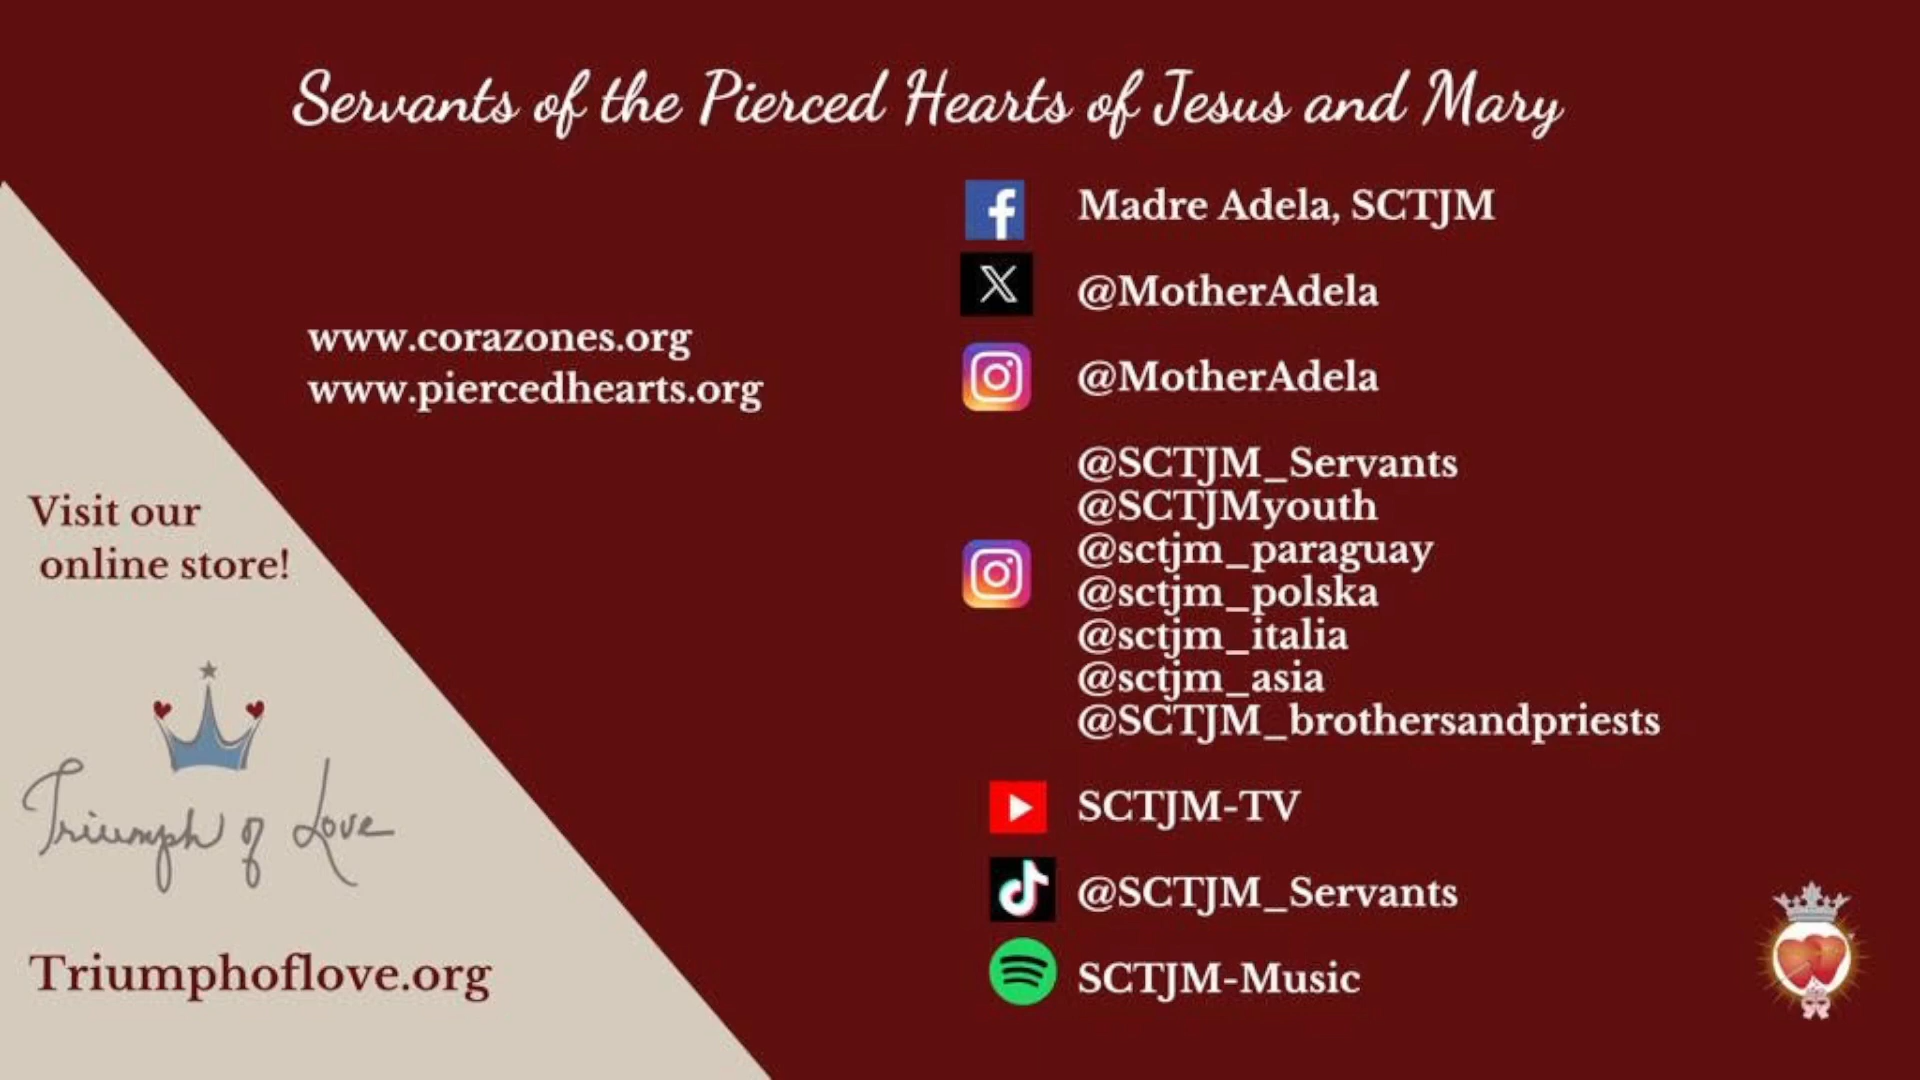 Servants of the Pierced Hearts of Jesus and Mary
www.corazones.org
www.piercedhearts.org
Visit our
online store!
Triumph of Love
Triumphoflove.org
Madre Adela, SCTJM
@MotherAdela
@MotherAdela
@SCTJM_Servants
@SCTJMyouth
@sctjm_paraguay
@sctjm_polska
@sctjm_italia
@sctjm_asia
@SCTJM_brothersandpriests
SCTJM-TV
@SCTJM_Servants
SCTJM-Music